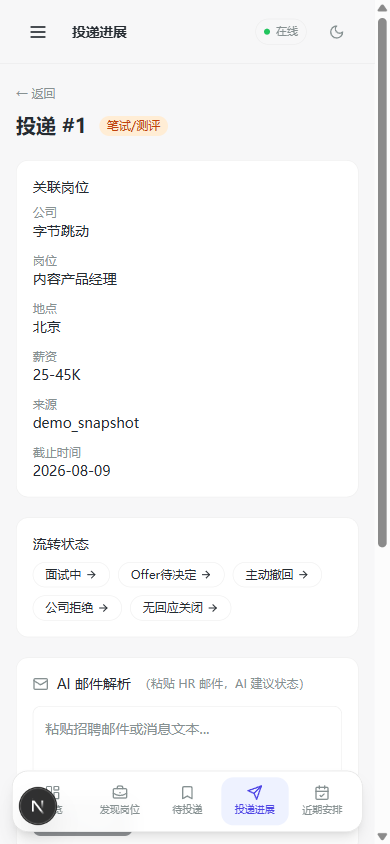 投递进展
在线
← 返回
投递 #1
笔试/测评
关联岗位
公司
字节跳动
岗位
内容产品经理
地点
北京
薪资
25-45K
来源
demo_snapshot
截止时间
2026-08-09
流转状态
面试中 →
Offer待决定 →
主动撤回 →
公司拒绝 →
无回应关闭 →
AI 邮件解析 (粘贴 HR 邮件, AI 建议状态)
粘贴招聘邮件或消息文本...
N
发现岗位
待投递
投递进展
近期安排